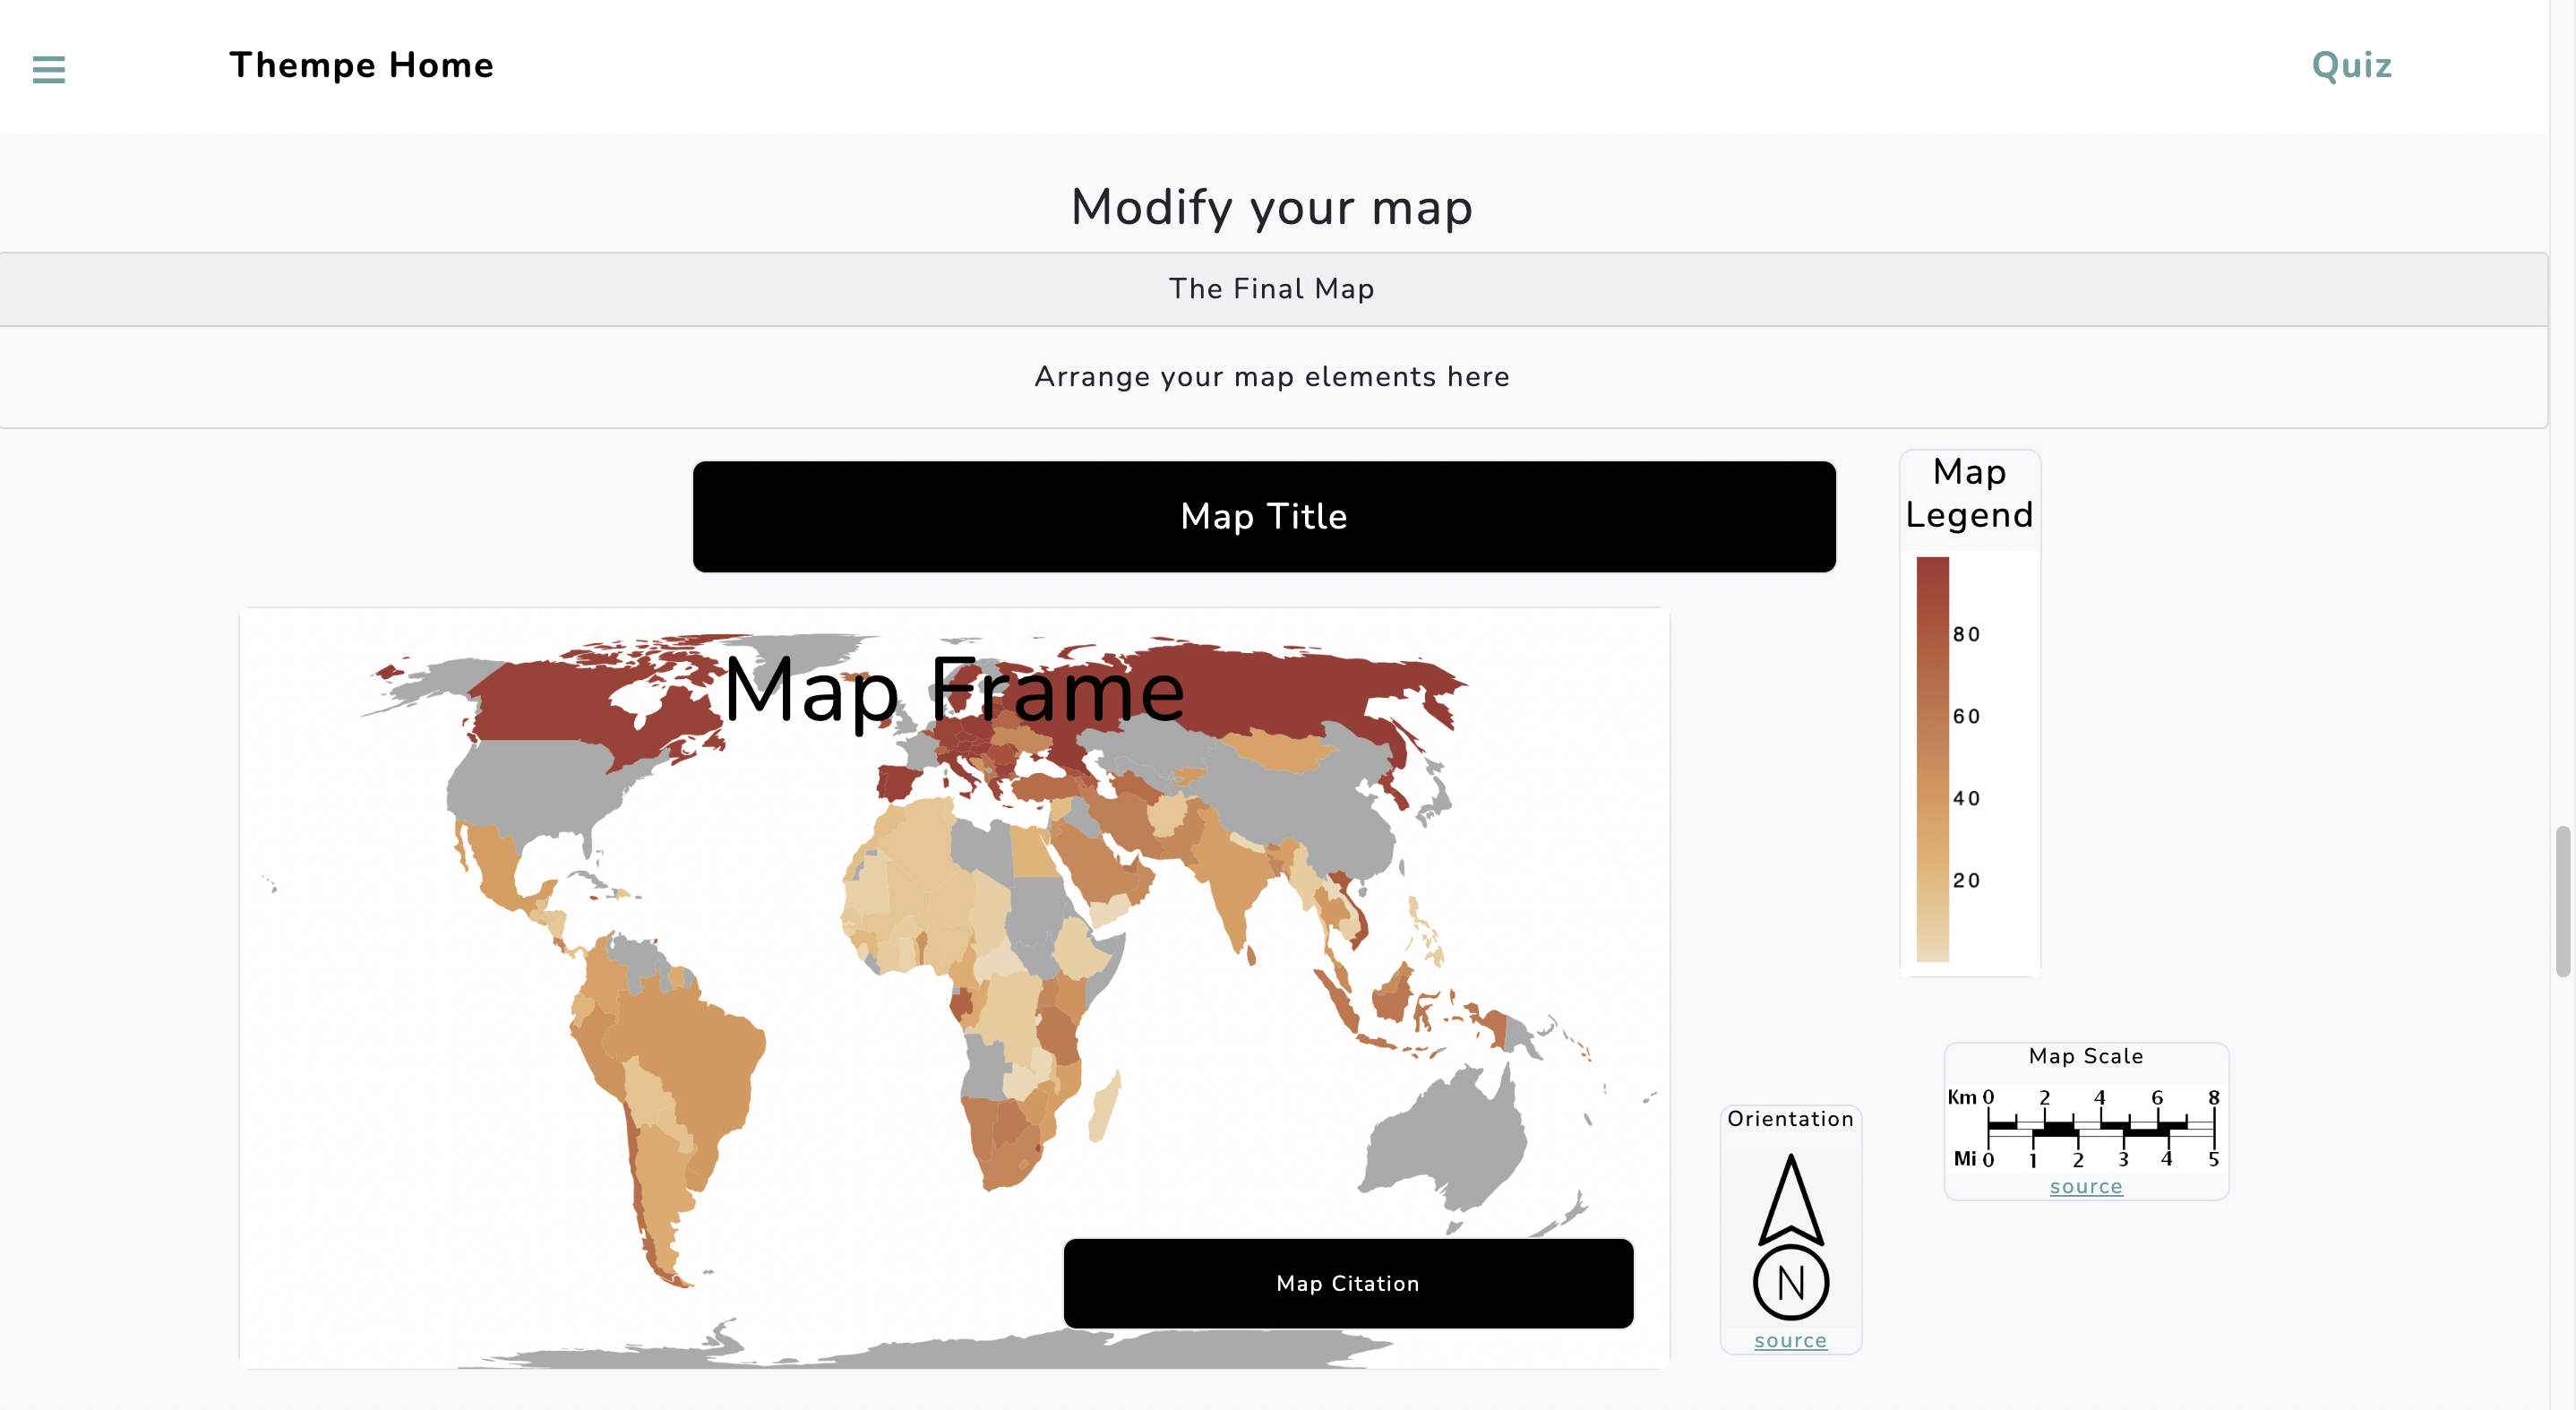 Thempe Home
Quiz
Modify your map
The Final Map
Arrange your map elements here
Map Title
Map
Legend
80
60
40
20
Map Frame
Map Scale
Km 0 2 4 6 8
Mi 0 1 2 3 4 5
source
Orientation
N
source
Map Citation